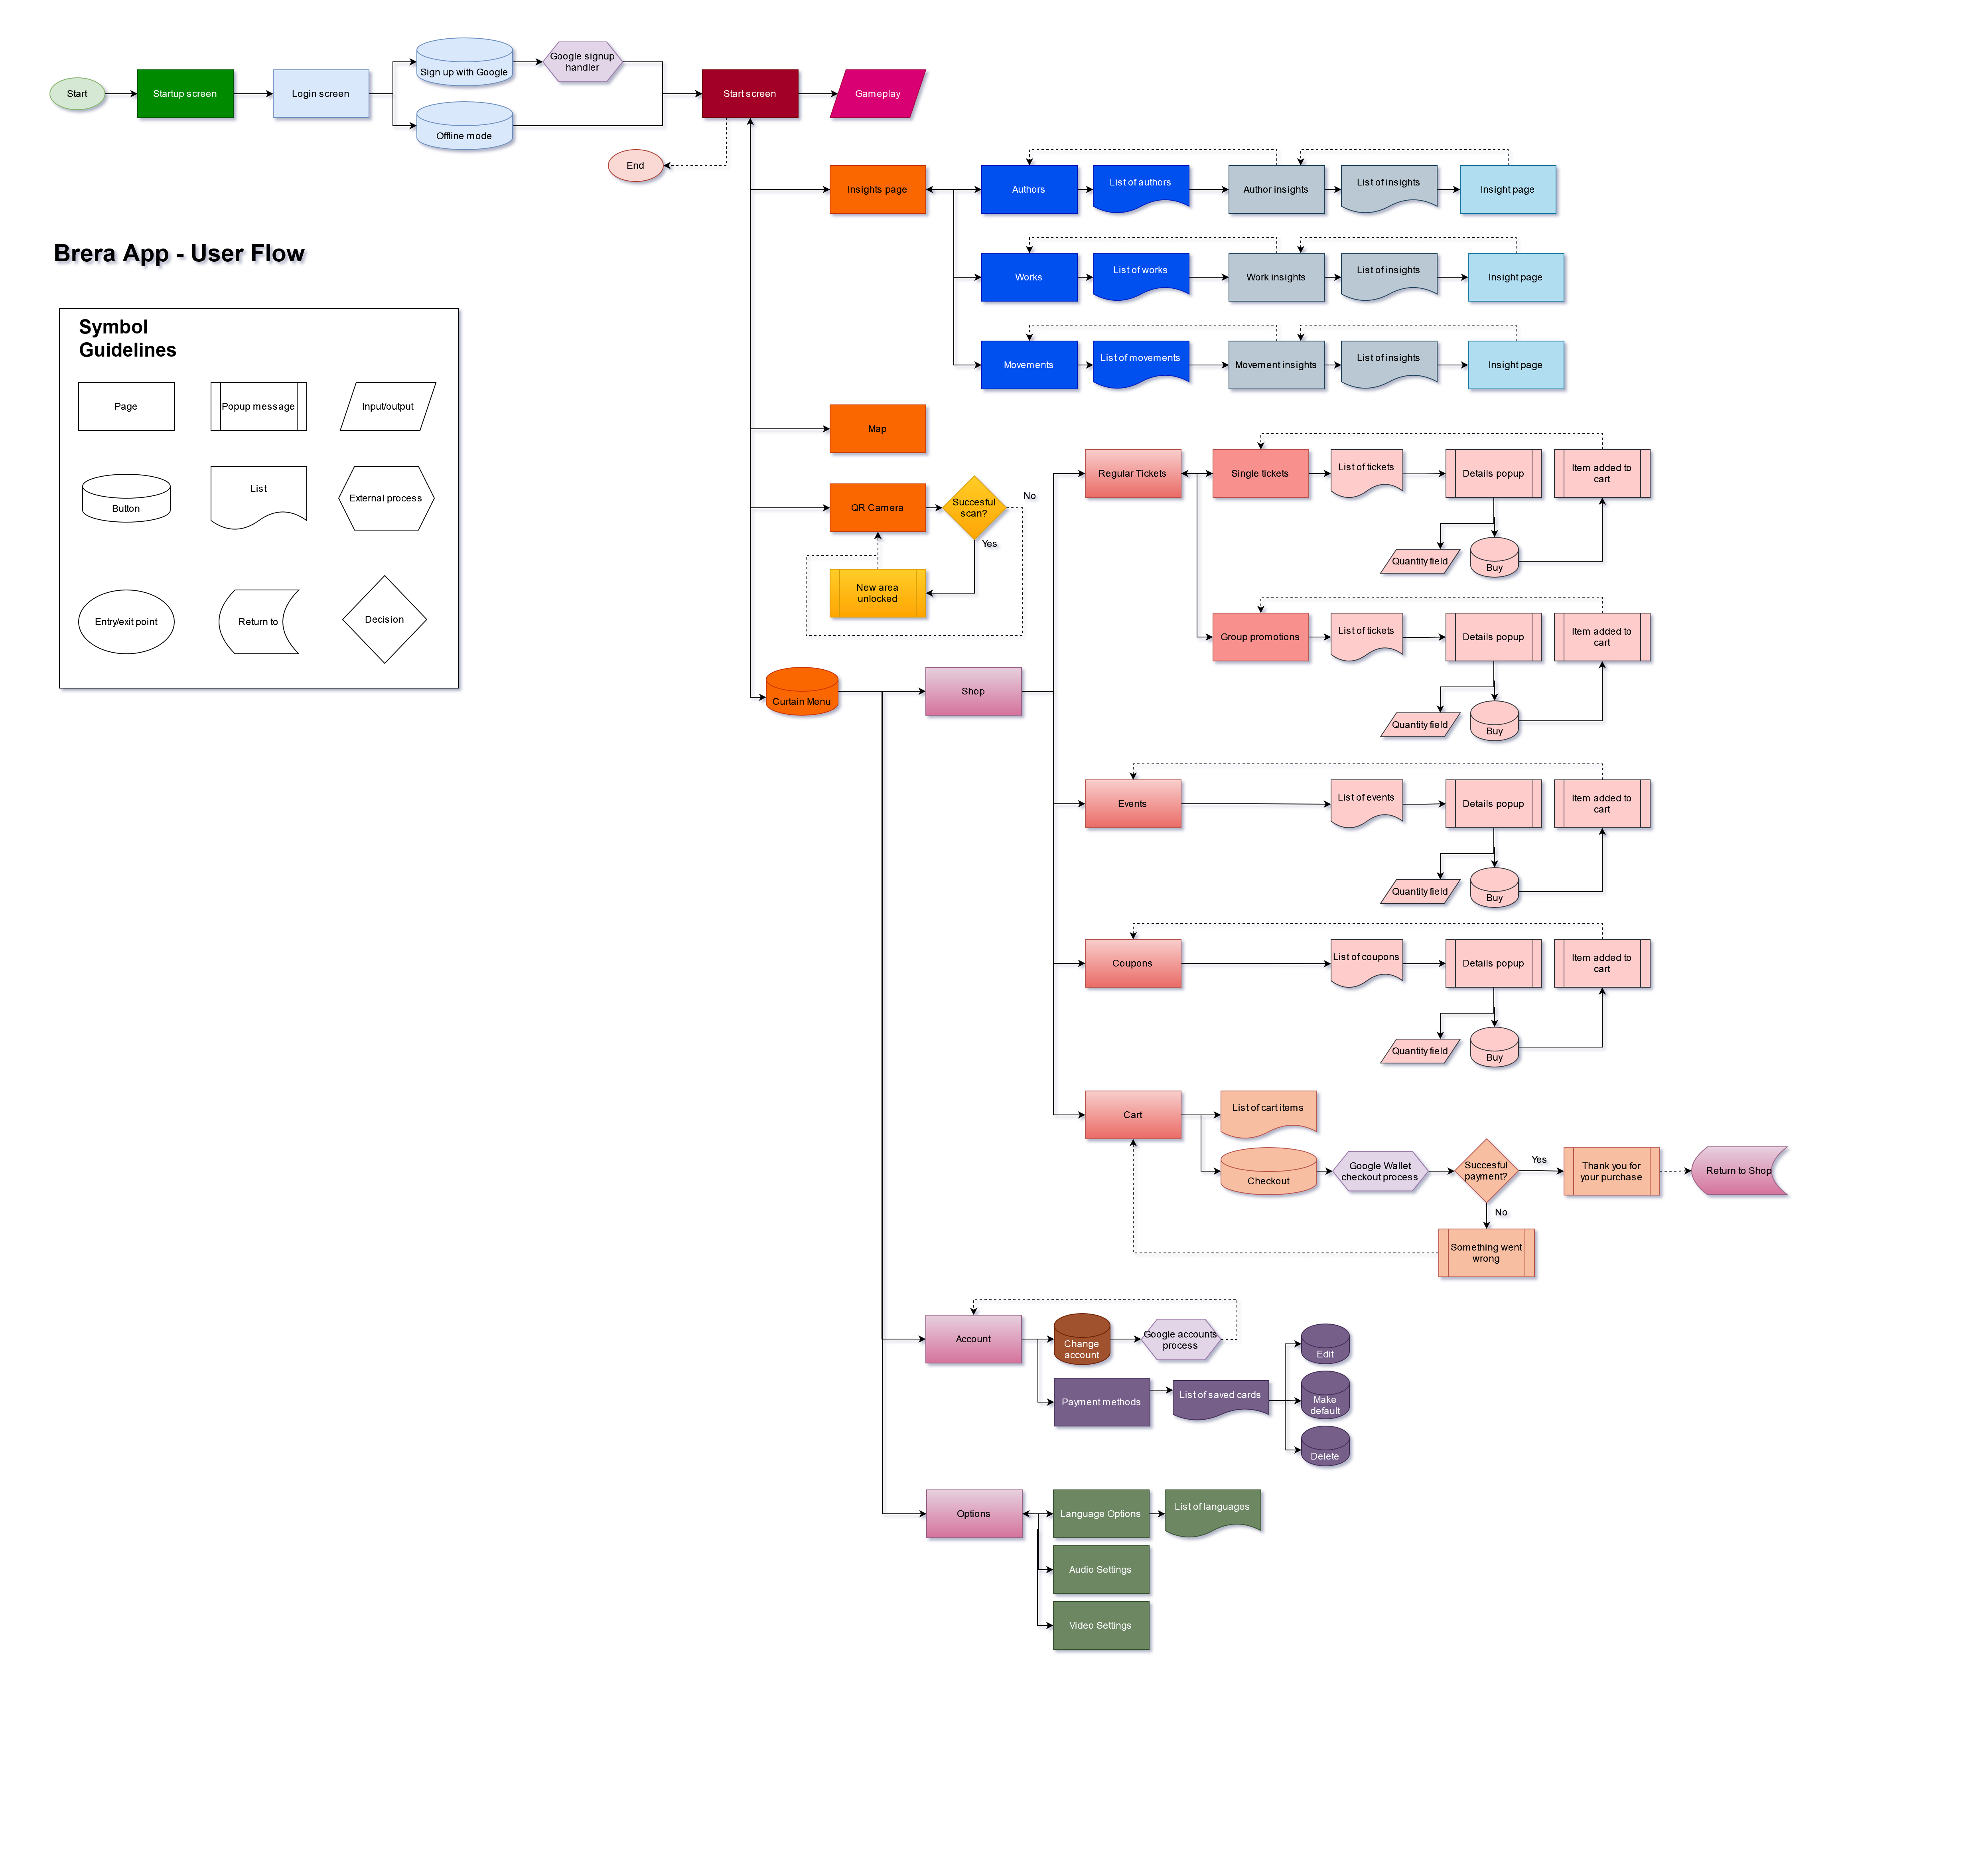 Start
Startup screen
Login screen
Sign up with Google
Offline mode
Google signup
handler
Start screen
Gameplay
End
Brera App - User Flow
Symbol
Guidelines
Page
Popup message
Input/output
Button
List
External process
Entry/exit point
Return to
Decision
Insights page
Authors
List of authors
Author insights
List of insights
Insight page
Works
List of works
Work insights
List of insights
Insight page
Movements
List of movements
Movement insights
List of insights
Insight page
Map
QR Camera
Succesful
scan?
No
Yes
New area
unlocked
Curtain Menu
Shop
Regular Tickets
Single tickets
List of tickets
Details popup
Item added to
cart
Quantity field
Buy
Group promotions
List of tickets
Details popup
Item added to
cart
Quantity field
Buy
Events
List of events
Details popup
Item added to
cart
Quantity field
Buy
Coupons
List of coupons
Details popup
Item added to
cart
Quantity field
Buy
Cart
List of cart items
Checkout
Google Wallet
checkout process
Succesful
payment?
Yes
No
Thank you for
your purchase
Return to Shop
Something went
wrong
Account
Change
account
Google accounts
process
Payment methods
List of saved cards
Edit
Make
default
Delete
Options
Language Options
List of languages
Audio Settings
Video Settings